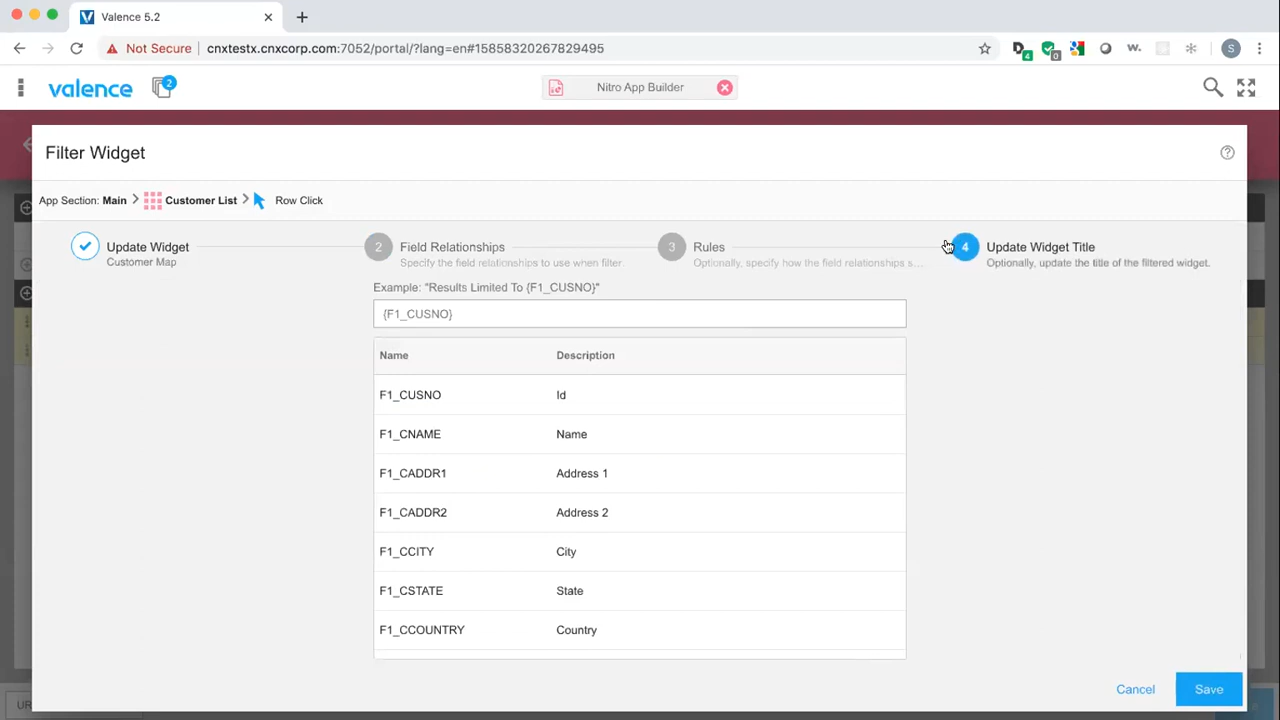 Valence 5.2
Not Secure
cnxtestx.cnxcorp.com:7052/portal/?lang=en#15858320267829495
4
0
w.
S
valence
2
Nitro App Builder
Filter Widget
App Section: Main > Customer List > Row Click
Update Widget
Customer Map
2
Field Relationships
Specify the field relationships to use when filter.
3
Rules
Optionally, specify how the field relationships s...
4
Update Widget Title
Optionally, update the title of the filtered widget.
Example: "Results Limited To {F1_CUSNO}"
{F1_CUSNO}
Name Description
F1_CUSNO Id
F1_CNAME Name
F1_CADDR1 Address 1
F1_CADDR2 Address 2
F1_CCITY City
F1_CSTATE State
F1_CCOUNTRY Country
Cancel
Save